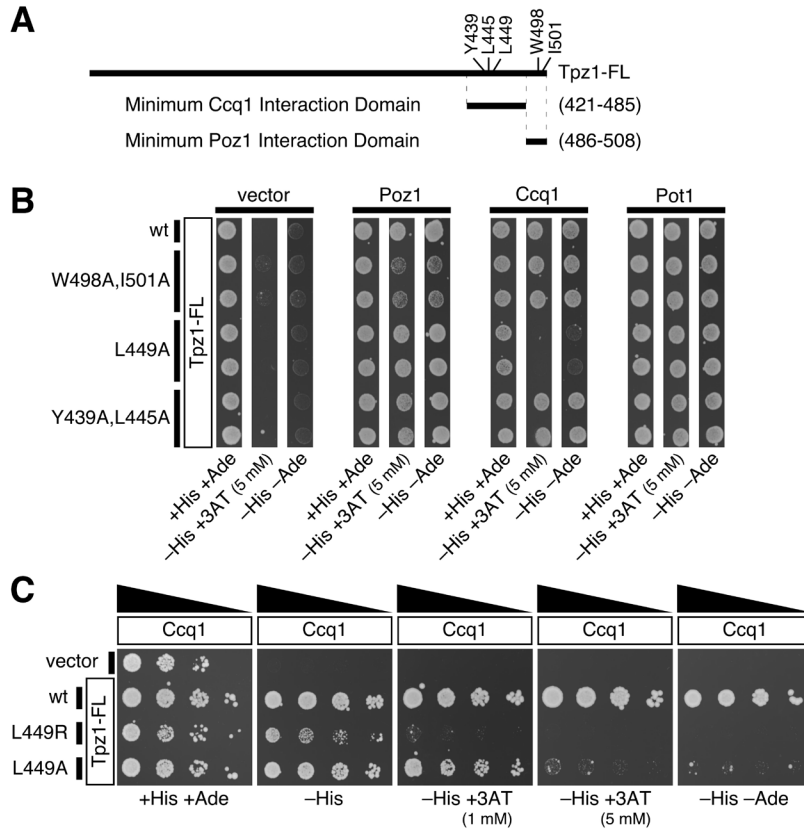 A
Y439
L445
L449
W498
I501
Tpz1-FL
Minimum Ccq1 Interaction Domain
(421-485)
Minimum Poz1 Interaction Domain
(486-508)
B
vector
Poz1
Ccq1
Pot1
wt
W498A,I501A
L449A
Y439A,L445A
Tpz1-FL
+His +Ade
–His +3AT (5 mM)
–His –Ade
+His +Ade
–His +3AT (5 mM)
–His –Ade
+His +Ade
–His +3AT (5 mM)
–His –Ade
+His +Ade
–His +3AT (5 mM)
–His –Ade
C
Ccq1
Ccq1
Ccq1
Ccq1
Ccq1
vector
wt
L449R
L449A
Tpz1-FL
+His +Ade
–His
–His +3AT
(1 mM)
–His +3AT
(5 mM)
–His –Ade